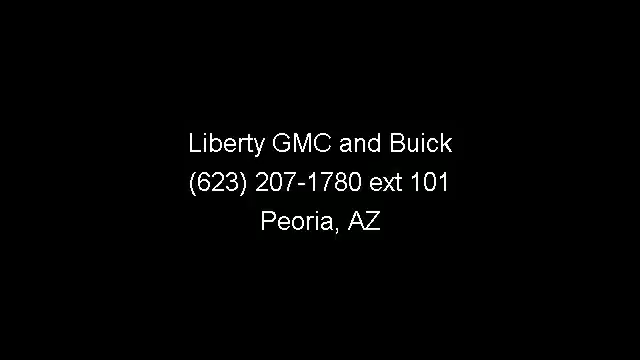 Liberty GMC and Buick
(623) 207-1780 ext 101
Peoria, AZ